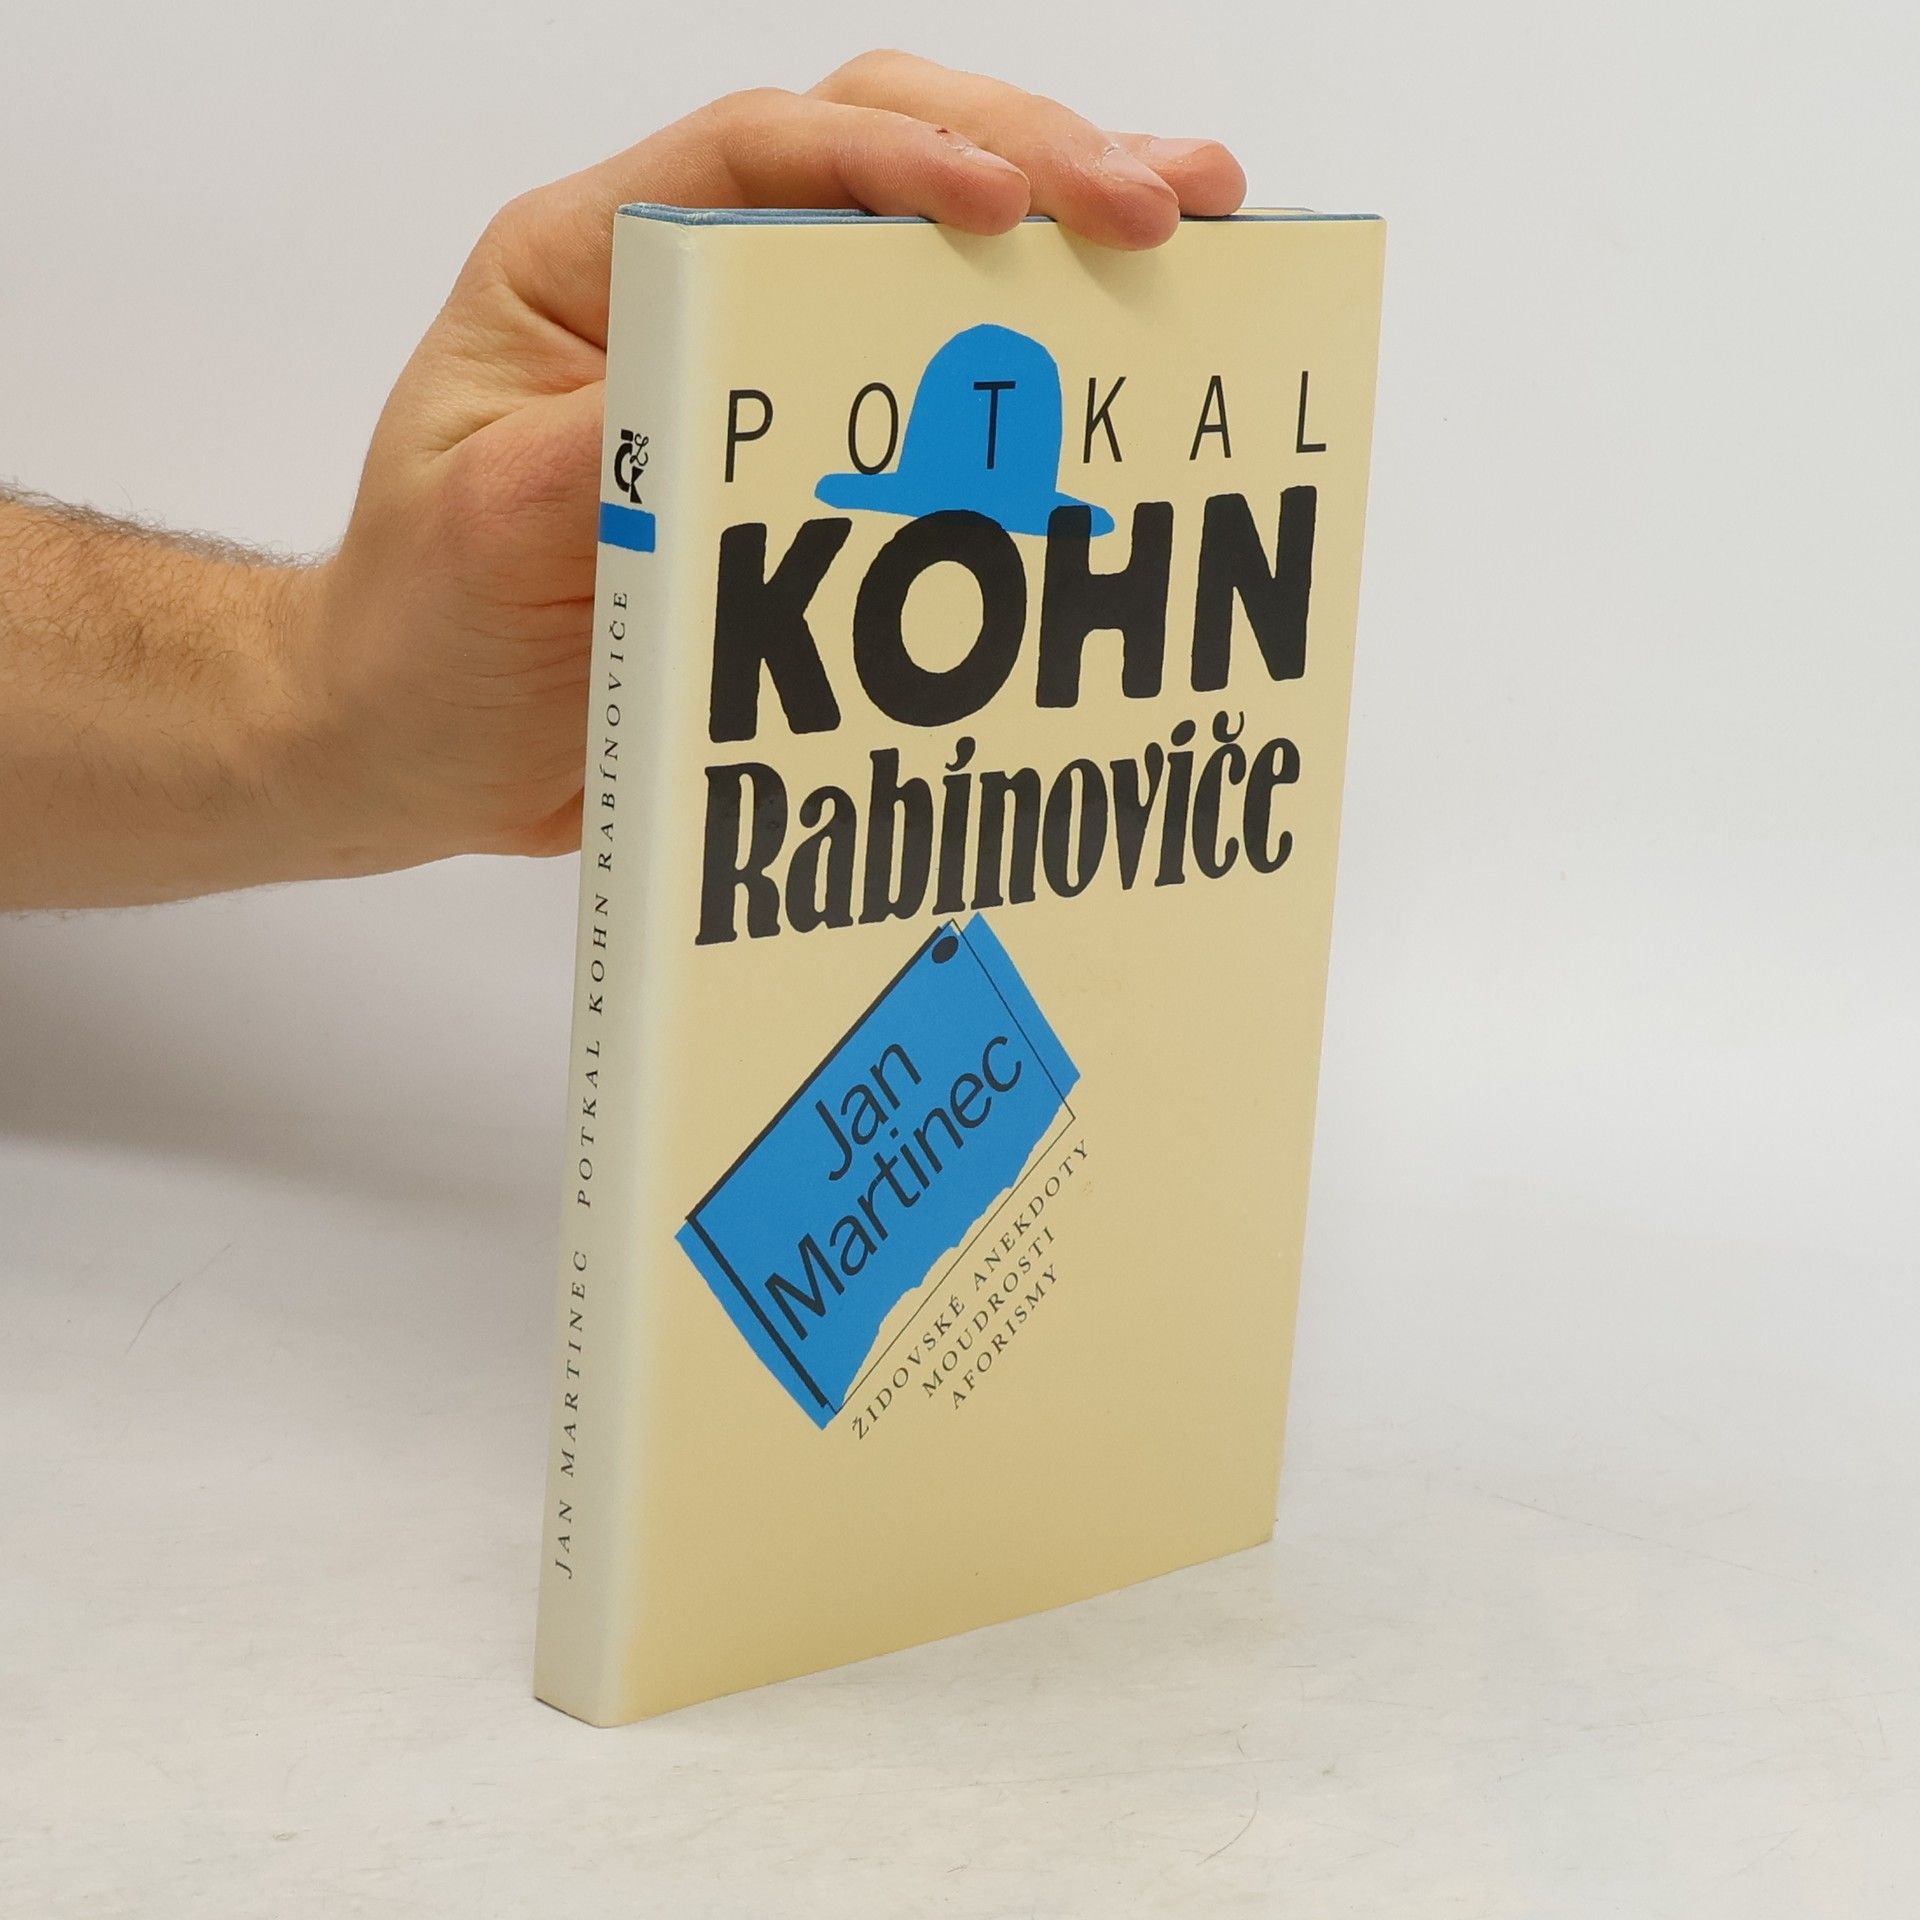 POTKAL
KOHN
Rabínoviče
Jan
Martinec
ŽIDOVSKÉ ANEKDOTY
MOUDROSTI
AFORISMY
JAN MARTINEC POTKAL KOHN RABÍNOVIČE